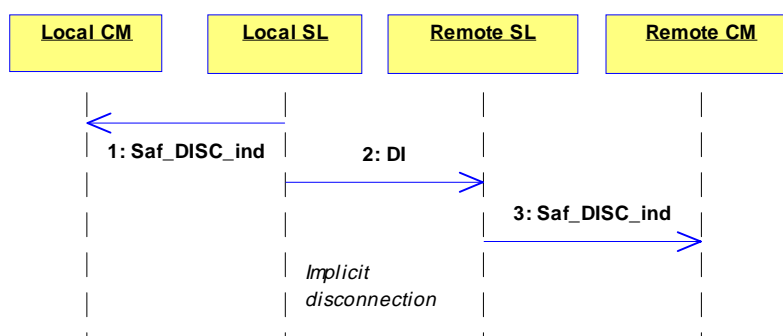 Local CM
Local SL
Remote SL
Remote CM
1: Saf_DISC_ind
2: DI
3: Saf_DISC_ind
Implicit
disconnection